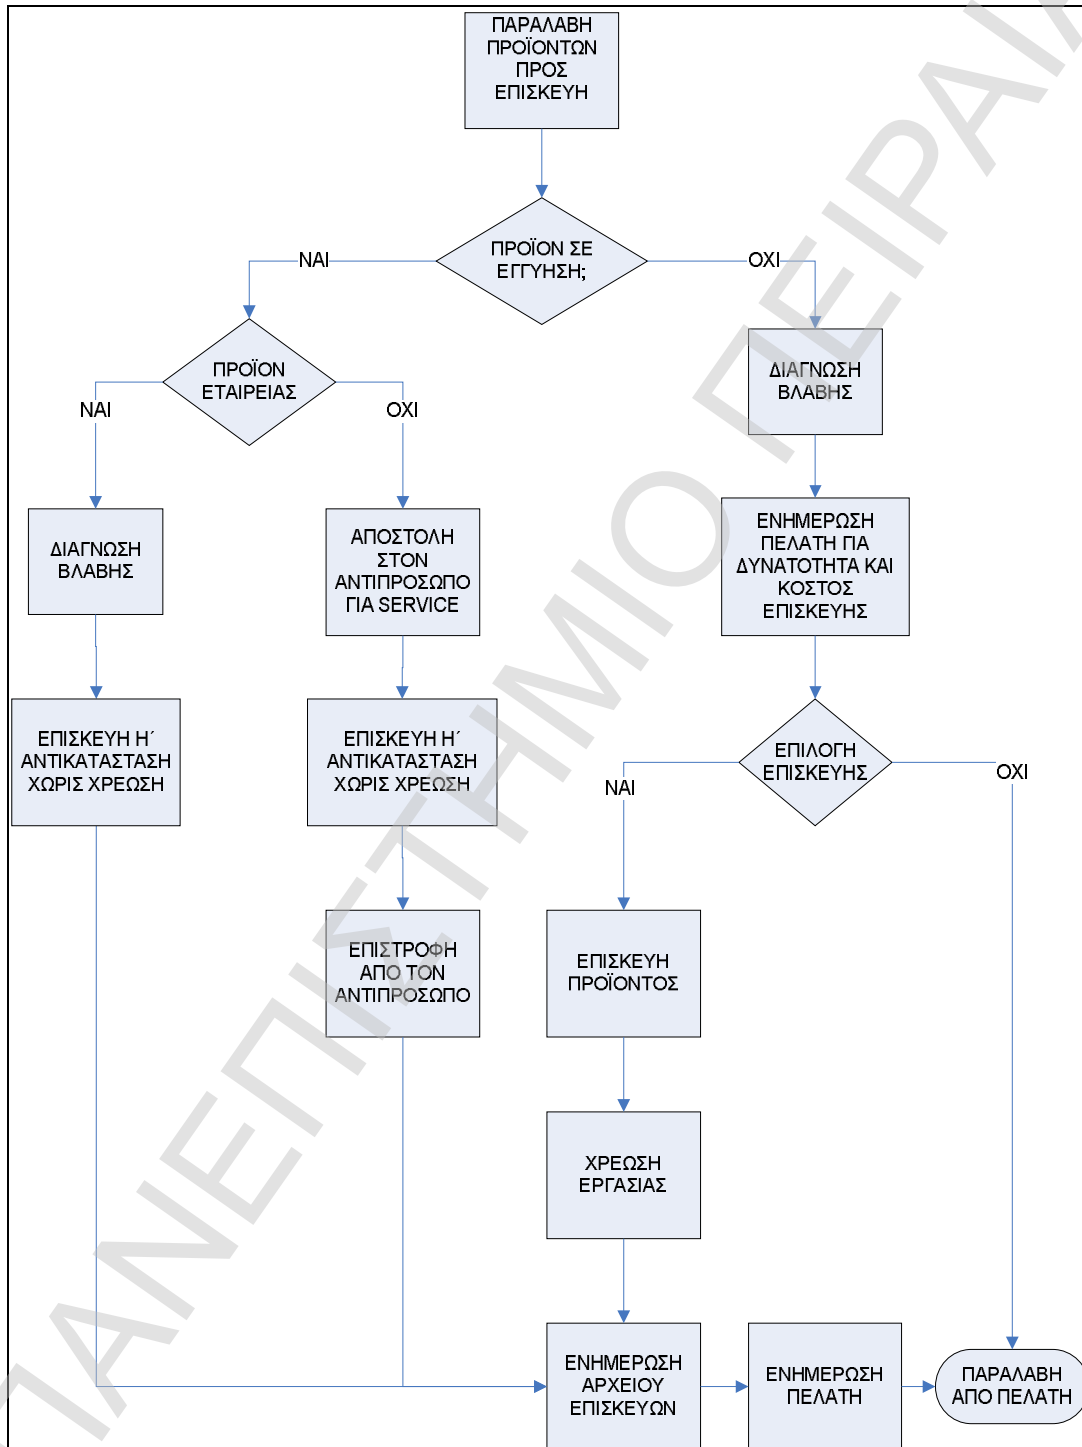 ΠΑΡΑΛΑΒΗ
ΠΡΟΪΟΝΤΩΝ
ΠΡΟΣ
ΕΠΙΣΚΕΥΗ
ΠΡΟΪΟΝ ΣΕ
ΕΓΓΥΗΣΗ;
ΝΑΙ
ΟΧΙ
ΠΡΟΪΟΝ
ΕΤΑΙΡΕΙΑΣ
ΔΙΑΓΝΩΣΗ
ΒΛΑΒΗΣ
ΝΑΙ
ΟΧΙ
ΔΙΑΓΝΩΣΗ
ΒΛΑΒΗΣ
ΑΠΟΣΤΟΛΗ
ΣΤΟΝ
ΑΝΤΙΠΡΟΣΩΠΟ
ΓΙΑ SERVICE
ΕΝΗΜΕΡΩΣΗ
ΠΕΛΑΤΗ ΓΙΑ
ΔΥΝΑΤΟΤΗΤΑ ΚΑΙ
ΚΟΣΤΟΣ
ΕΠΙΣΚΕΥΗΣ
ΕΠΙΣΚΕΥΗ Η΄
ΑΝΤΙΚΑΤΑΣΤΑΣΗ
ΧΩΡΙΣ ΧΡΕΩΣΗ
ΕΠΙΣΚΕΥΗ Η΄
ΑΝΤΙΚΑΤΑΣΤΑΣΗ
ΧΩΡΙΣ ΧΡΕΩΣΗ
ΕΠΙΛΟΓΗ
ΕΠΙΣΚΕΥΗΣ
ΝΑΙ
ΟΧΙ
ΕΠΙΣΤΡΟΦΗ
ΑΠΟ ΤΟΝ
ΑΝΤΙΠΡΟΣΩΠΟ
ΕΠΙΣΚΕΥΗ
ΠΡΟΪΟΝΤΟΣ
ΧΡΕΩΣΗ
ΕΡΓΑΣΙΑΣ
ΕΝΗΜΕΡΩΣΗ
ΑΡΧΕΙΟΥ
ΕΠΙΣΚΕΥΩΝ
ΕΝΗΜΕΡΩΣΗ
ΠΕΛΑΤΗ
ΠΑΡΑΛΑΒΗ
ΑΠΟ ΠΕΛΑΤΗ
ΠΑΝΕΠΙΣΤΗΜΙΟ